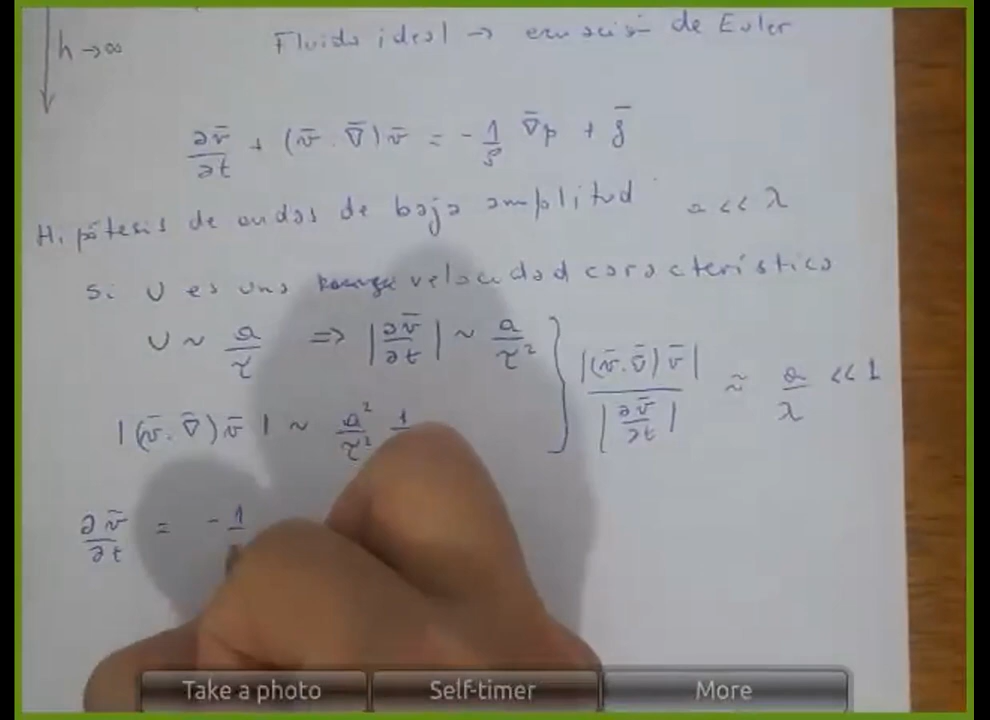 h → ∞ Fluido ideal → ecuación de Euler
∂v̄/∂t + (v̄ . ∇̄) v̄ = - 1/ρ ∇̄p + ḡ
Hipótesis de ondas de baja amplitud a << λ
Si U es una velocidad característica
U ~ a/τ ⇒ |∂v̄/∂t| ~ a/τ² } |(v̄ . ∇̄) v̄| / |∂v̄/∂t| ≈ a/λ << 1
|(v̄ . ∇̄) v̄| ~ a²/τ² 1
∂v̄/∂t = - 1
Take a photo Self-timer More